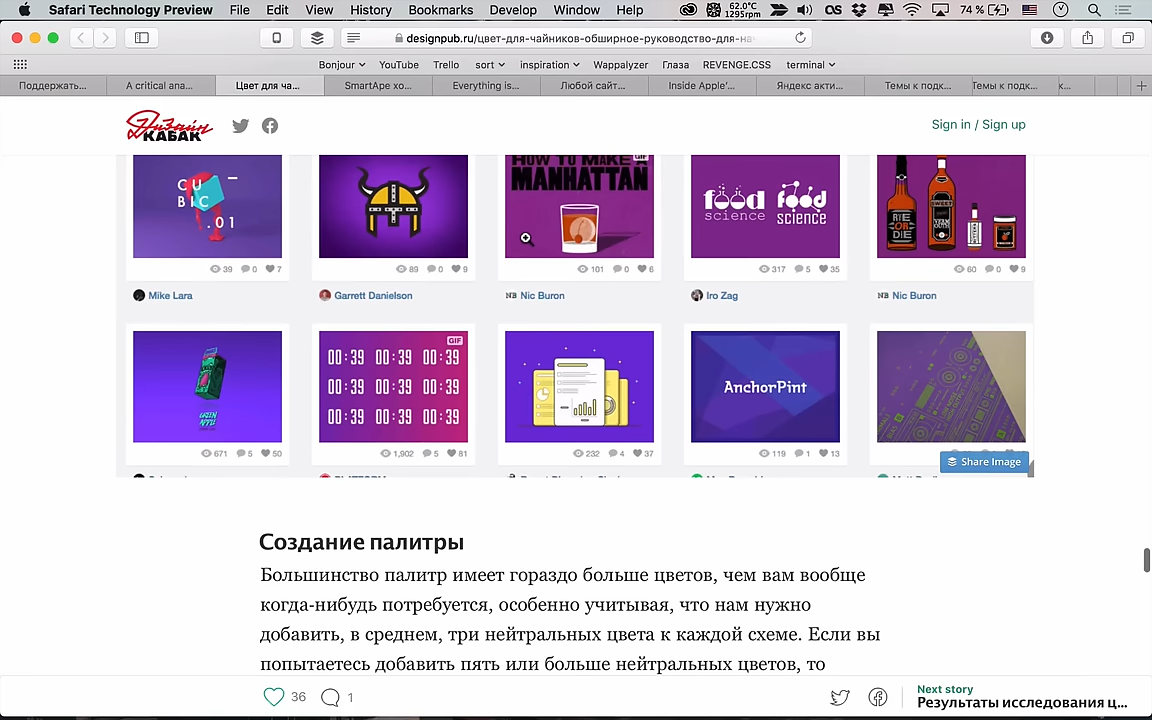 Safari Technology Preview File Edit View History Bookmarks Develop Window Help 62.0°C 1295rpm 74 %
designpub.ru/цвет-для-чайников-обширное-руководство-для-на
Bonjour YouTube Trello sort inspiration Wappalyzer Глаза REVENGE.CSS terminal
Поддержать... A critical ana... Цвет для ча... SmartApe хо... Everything is... Любой сайт... Inside Apple'... Яндекс акти... Темы к подк... Темы к подк... к...
Дизайн КАБАК
Sign in / Sign up
CU BIC .01
HOW TO MAKE A MANHATTAN
GIF
food science food science
RYE OR DIE SWEET
39 0 7 89 0 9 101 0 6 317 5 35 60 0 9
Mike Lara Garrett Danielson NB Nic Buron Iro Zag NB Nic Buron
GIF
00:39 00:39 00:39
00:39 00:39 00:39
00:39 00:39 00:39
AnchorPint
GREEN APPLE
671 5 50 1,902 5 81 232 4 37 119 1 13
Share Image
Создание палитры
Большинство палитр имеет гораздо больше цветов, чем вам вообще
когда-нибудь потребуется, особенно учитывая, что нам нужно
добавить, в среднем, три нейтральных цвета к каждой схеме. Если вы
попытаетесь добавить пять или больше нейтральных цветов, то
36 1
Next story
Результаты исследования ц...